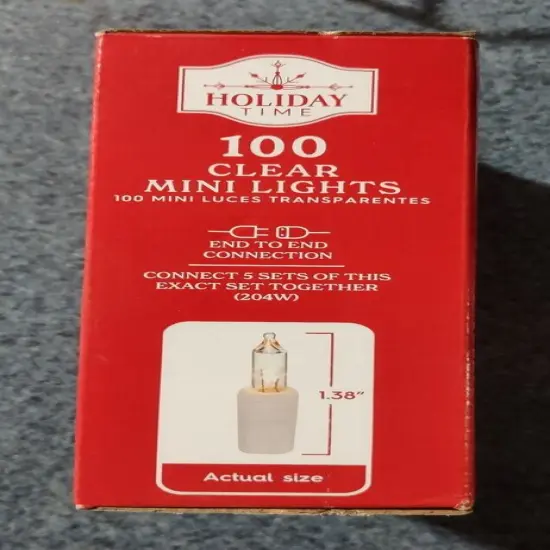 HOLIDAY
TIME
100
CLEAR
MINI LIGHTS
100 MINI LUCES TRANSPARENTES
END TO END
CONNECTION
CONNECT 5 SETS OF THIS
EXACT SET TOGETHER
(204W)
1.38"
Actual size